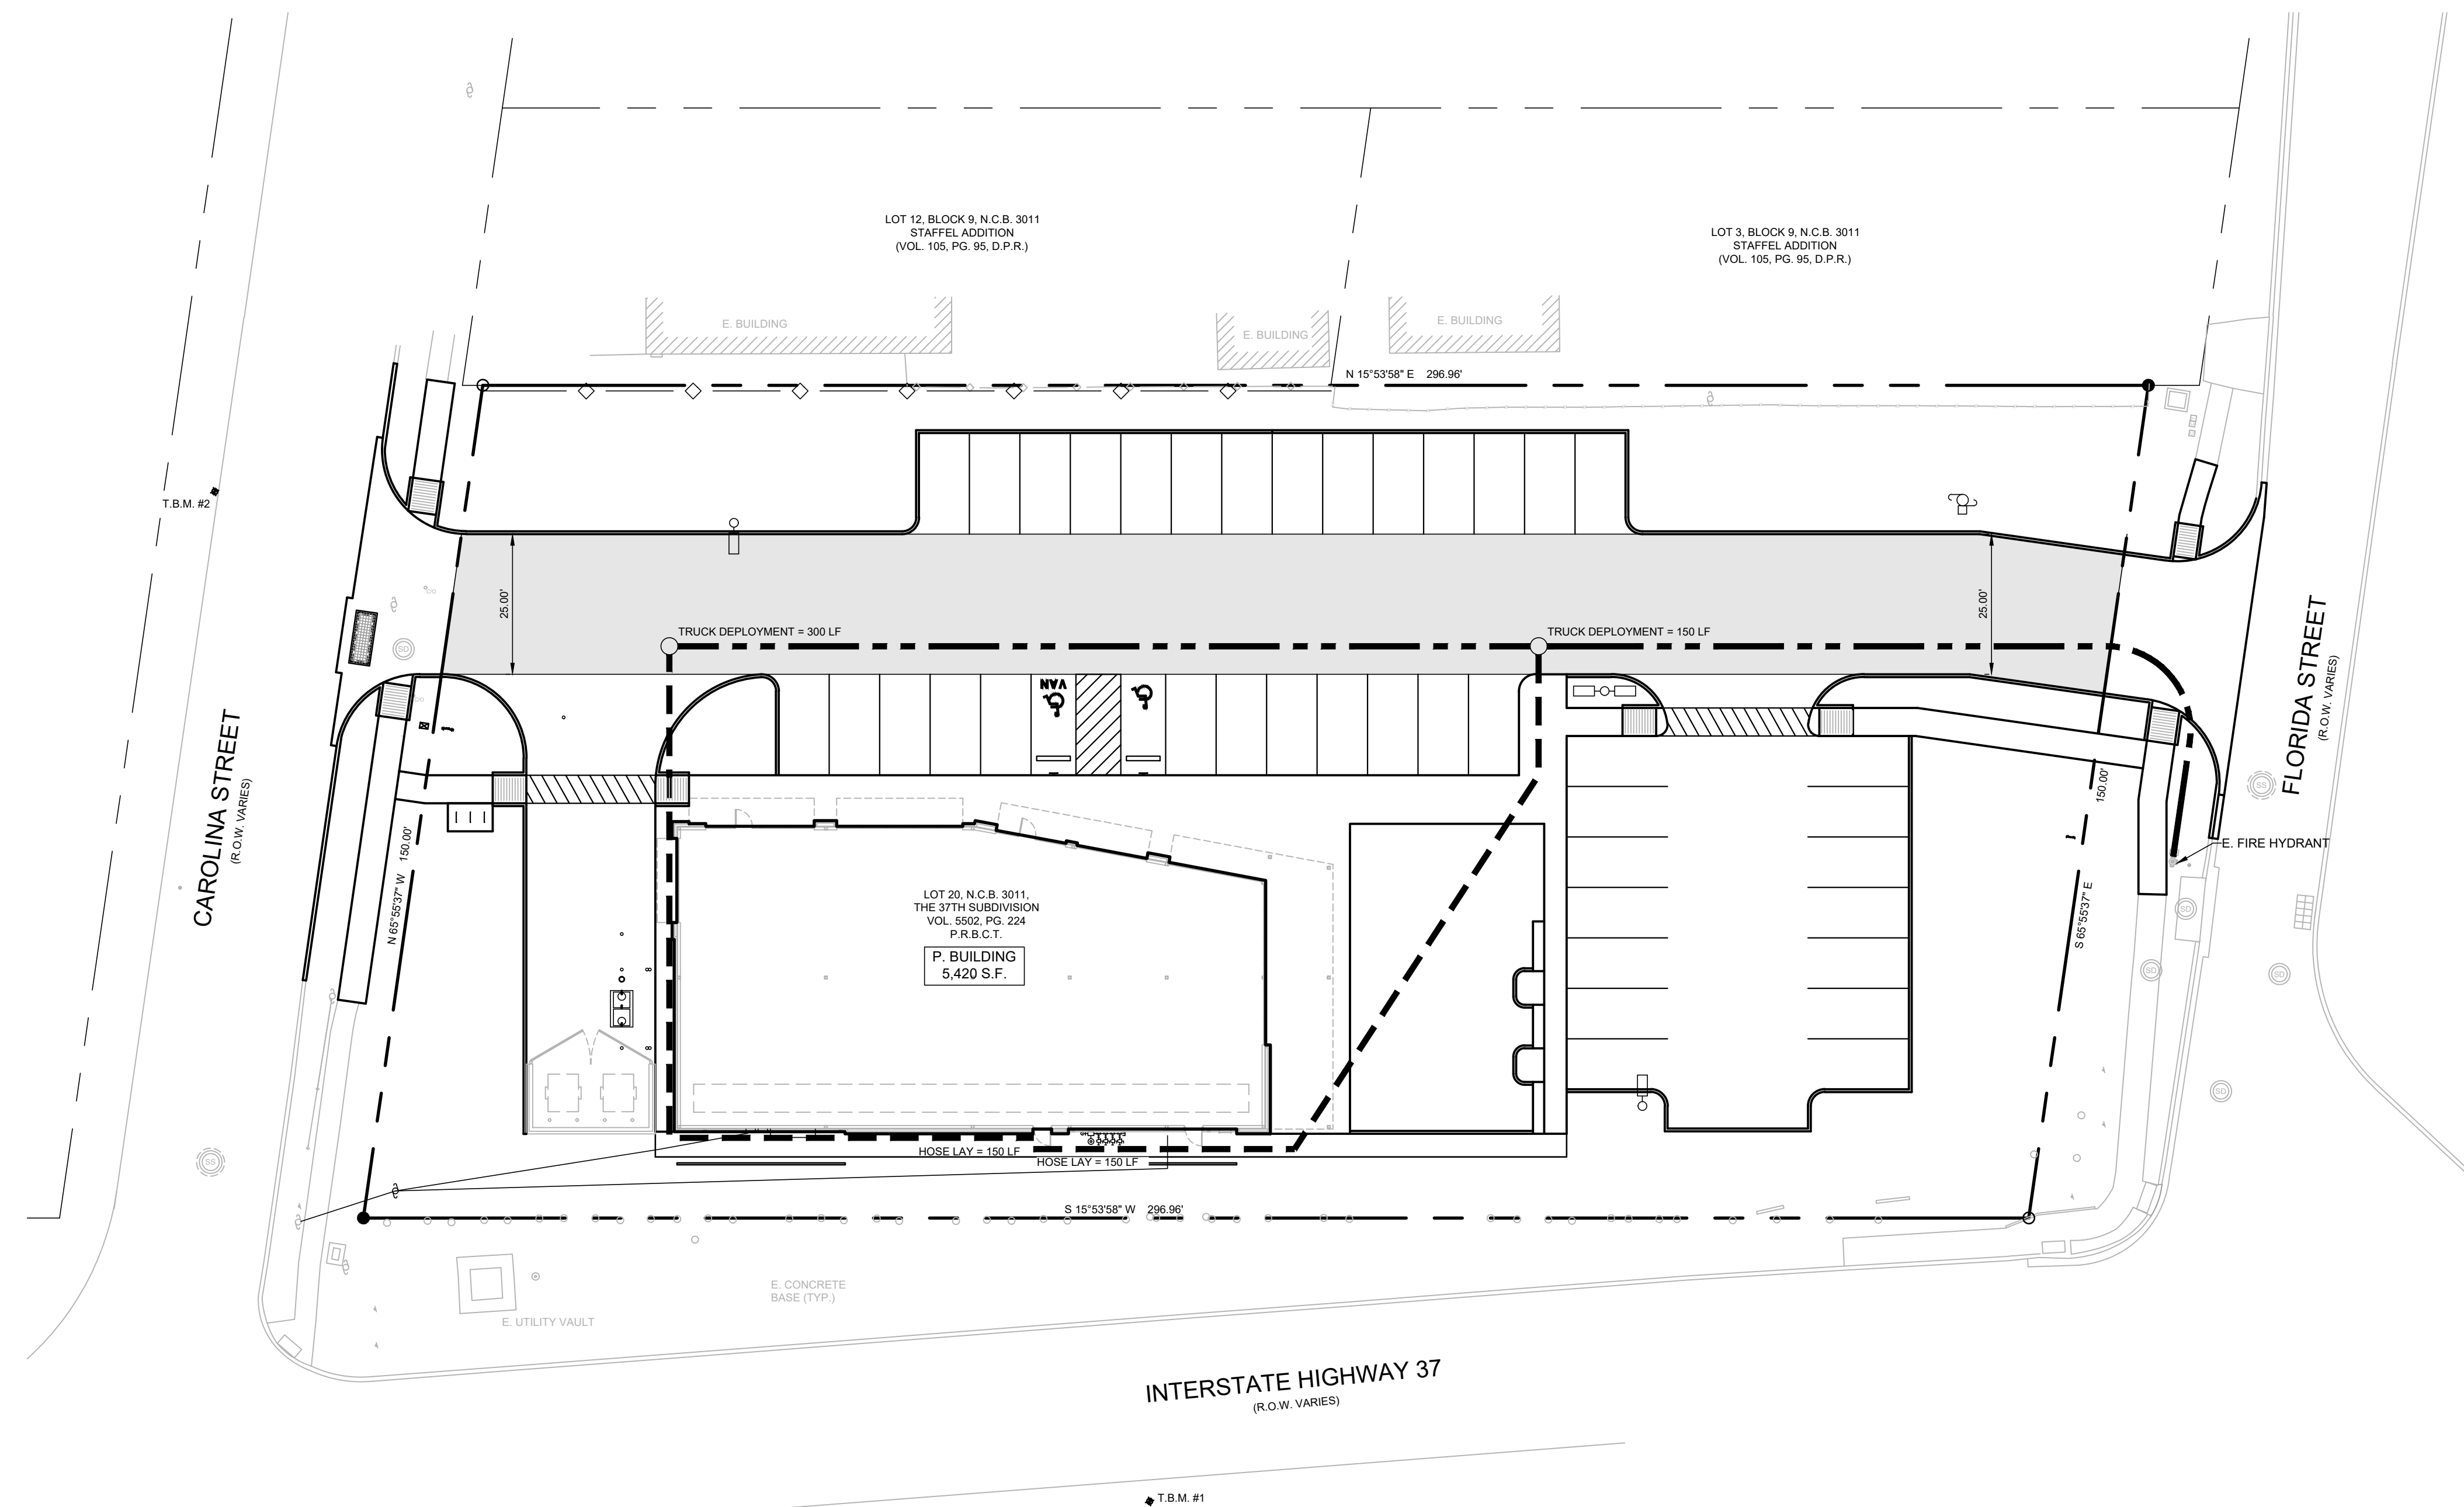 LOT 12, BLOCK 9, N.C.B. 3011
STAFFEL ADDITION
(VOL. 105, PG. 95, D.P.R.)
LOT 3, BLOCK 9, N.C.B. 3011
STAFFEL ADDITION
(VOL. 105, PG. 95, D.P.R.)
E. BUILDING
E. BUILDING
E. BUILDING
N 15°53'58" E 296.96'
T.B.M. #2
25.00'
25.00'
CO
SD
TRUCK DEPLOYMENT = 300 LF
TRUCK DEPLOYMENT = 150 LF
VAN
CO
CAROLINA STREET
(R.O.W. VARIES)
FLORIDA STREET
(R.O.W. VARIES)
SS
N 65°55'37" W 150.00'
S 65°55'37" E 150.00'
E. FIRE HYDRANT
LOT 20, N.C.B. 3011,
THE 37TH SUBDIVISION
VOL. 5502, PG. 224
P.R.B.C.T.
P. BUILDING
5,420 S.F.
SD
SD
SD
SD
SS
HOSE LAY = 150 LF
HOSE LAY = 150 LF
S 15°53'58" W 296.96'
E. CONCRETE
BASE (TYP.)
E. UTILITY VAULT
INTERSTATE HIGHWAY 37
(R.O.W. VARIES)
T.B.M. #1